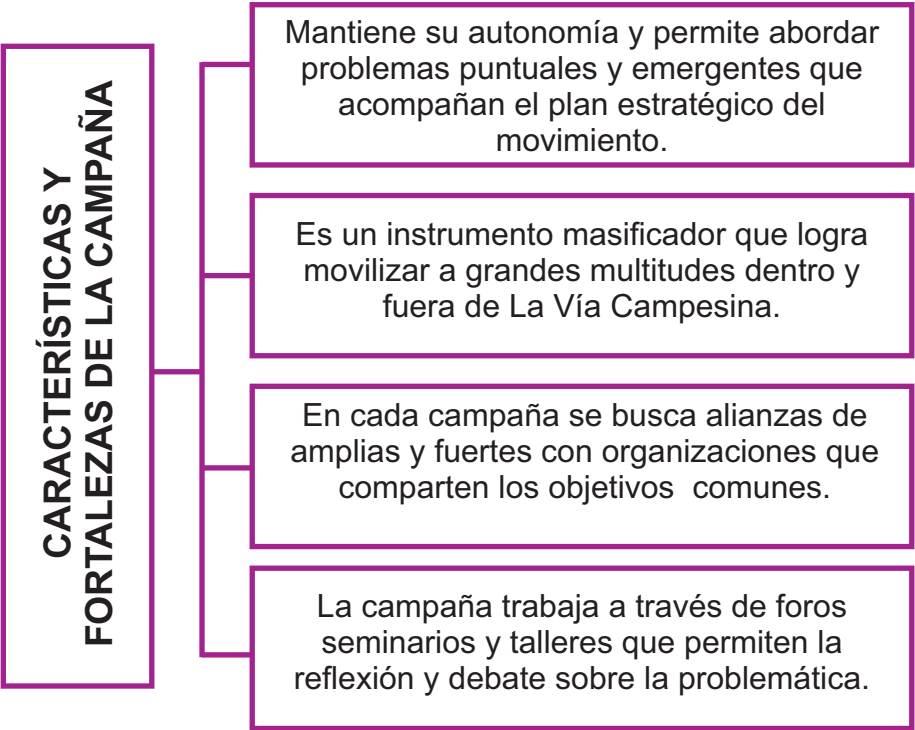 CARACTERÍSTICAS Y
FORTALEZAS DE LA CAMPAÑA
Mantiene su autonomía y permite abordar
problemas puntuales y emergentes que
acompañan el plan estratégico del
movimiento.
Es un instrumento masificador que logra
movilizar a grandes multitudes dentro y
fuera de La Vía Campesina.
En cada campaña se busca alianzas de
amplias y fuertes con organizaciones que
comparten los objetivos comunes.
La campaña trabaja a través de foros
seminarios y talleres que permiten la
reflexión y debate sobre la problemática.